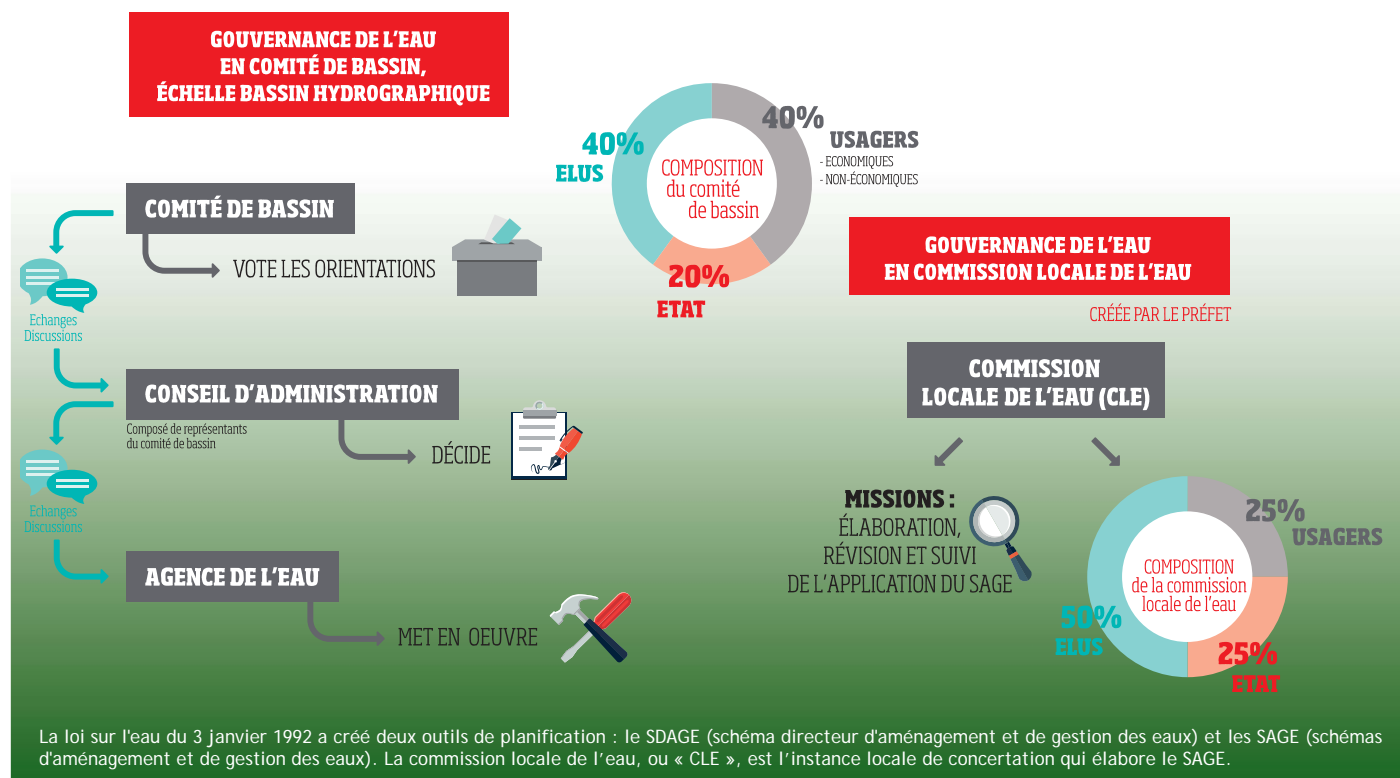 GOUVERNANCE DE L'EAU
EN COMITÉ DE BASSIN,
ÉCHELLE BASSIN HYDROGRAPHIQUE
COMITÉ DE BASSIN
VOTE LES ORIENTATIONS
Echanges
Discussions
CONSEIL D'ADMINISTRATION
Composé de représentants
du comité de bassin
DÉCIDE
Echanges
Discussions
AGENCE DE L'EAU
MET EN OEUVRE
40%
ELUS
COMPOSITION
du comité
de bassin
40%
USAGERS
- ECONOMIQUES
- NON-ÉCONOMIQUES
20%
ETAT
GOUVERNANCE DE L'EAU
EN COMMISSION LOCALE DE L'EAU
CRÉÉE PAR LE PRÉFET
COMMISSION
LOCALE DE L'EAU (CLE)
MISSIONS :
ÉLABORATION,
RÉVISION ET SUIVI
DE L'APPLICATION DU SAGE
25%
USAGERS
COMPOSITION
de la commission
locale de l'eau
50%
ELUS
25%
ETAT
La loi sur l'eau du 3 janvier 1992 a créé deux outils de planification : le SDAGE (schéma directeur d'aménagement et de gestion des eaux) et les SAGE (schémas
d'aménagement et de gestion des eaux). La commission locale de l'eau, ou « CLE », est l'instance locale de concertation qui élabore le SAGE.